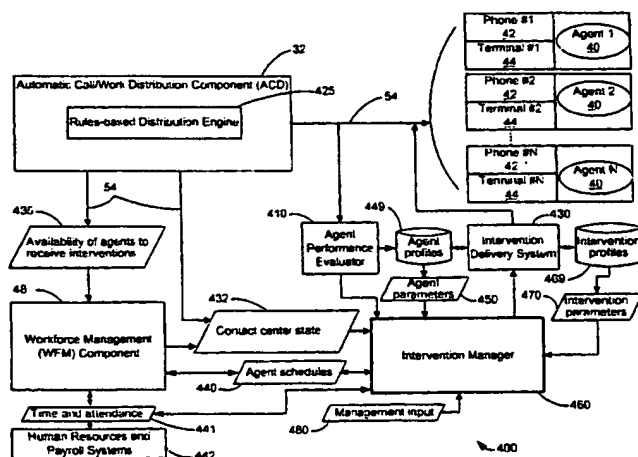 32
Automatic Call/Work Distribution Component (ACD)
425
Rules-based Distribution Engine
54
Phone #1
42
Terminal #1
44
Agent 1
40
Phone #2
42
Terminal #2
44
Agent 2
40
Phone #N
42
Terminal #N
44
Agent N
40
54
435
Availability of agents to
receive interventions
410
Agent
Performance
Evaluator
449
Agent
profiles
430
Intervention
Delivery System
Intervention
profiles
469
Agent
parameters
450
470
Intervention
parameters
48
Workforce Management
(WFM) Component
432
Contact center
state
Intervention Manager
460
Agent schedules
440
Time and attendance
441
Management input
480
Human Resources and
Payroll Systems
442
400